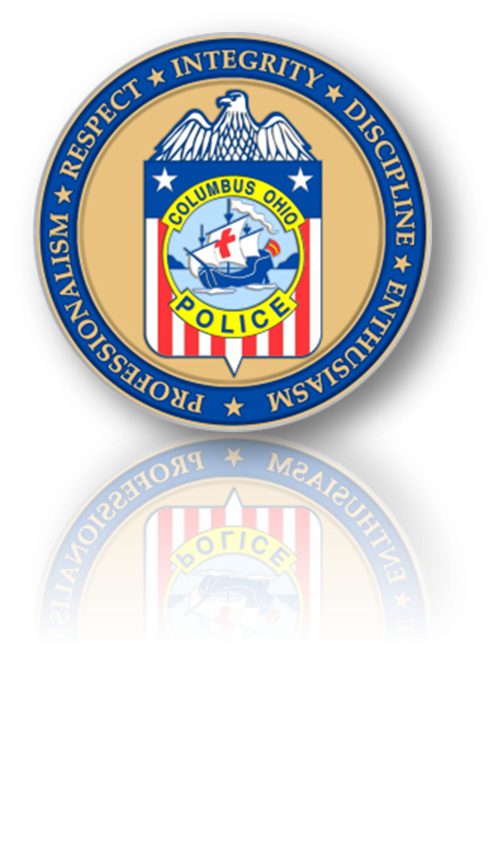 PROFESSIONALISM ★ RESPECT ★ INTEGRITY ★ DISCIPLINE ★ ENTHUSIASM ★
COLUMBUS OHIO
POLICE